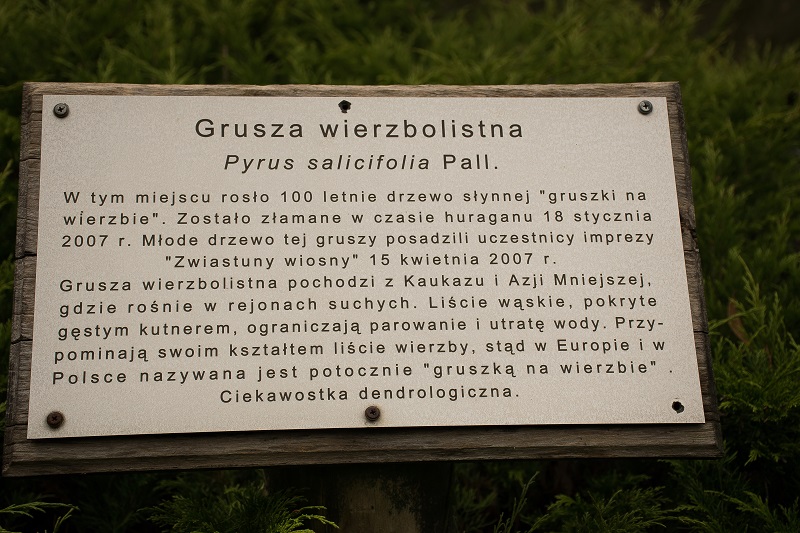 Grusza wierzbolistna
Pyrus salicifolia Pall.
W tym miejscu rosło 100 letnie drzewo słynnej "gruszki na
wierzbie". Zostało złamane w czasie huraganu 18 stycznia
2007 r. Młode drzewo tej gruszy posadzili uczestnicy imprezy
"Zwiastuny wiosny" 15 kwietnia 2007 r.
Grusza wierzbolistna pochodzi z Kaukazu i Azji Mniejszej,
gdzie rośnie w rejonach suchych. Liście wąskie, pokryte
gęstym kutnerem, ograniczają parowanie i utratę wody. Przy-
pominają swoim kształtem liście wierzby, stąd w Europie i w
Polsce nazywana jest potocznie "gruszką na wierzbie" .
Ciekawostka dendrologiczna.